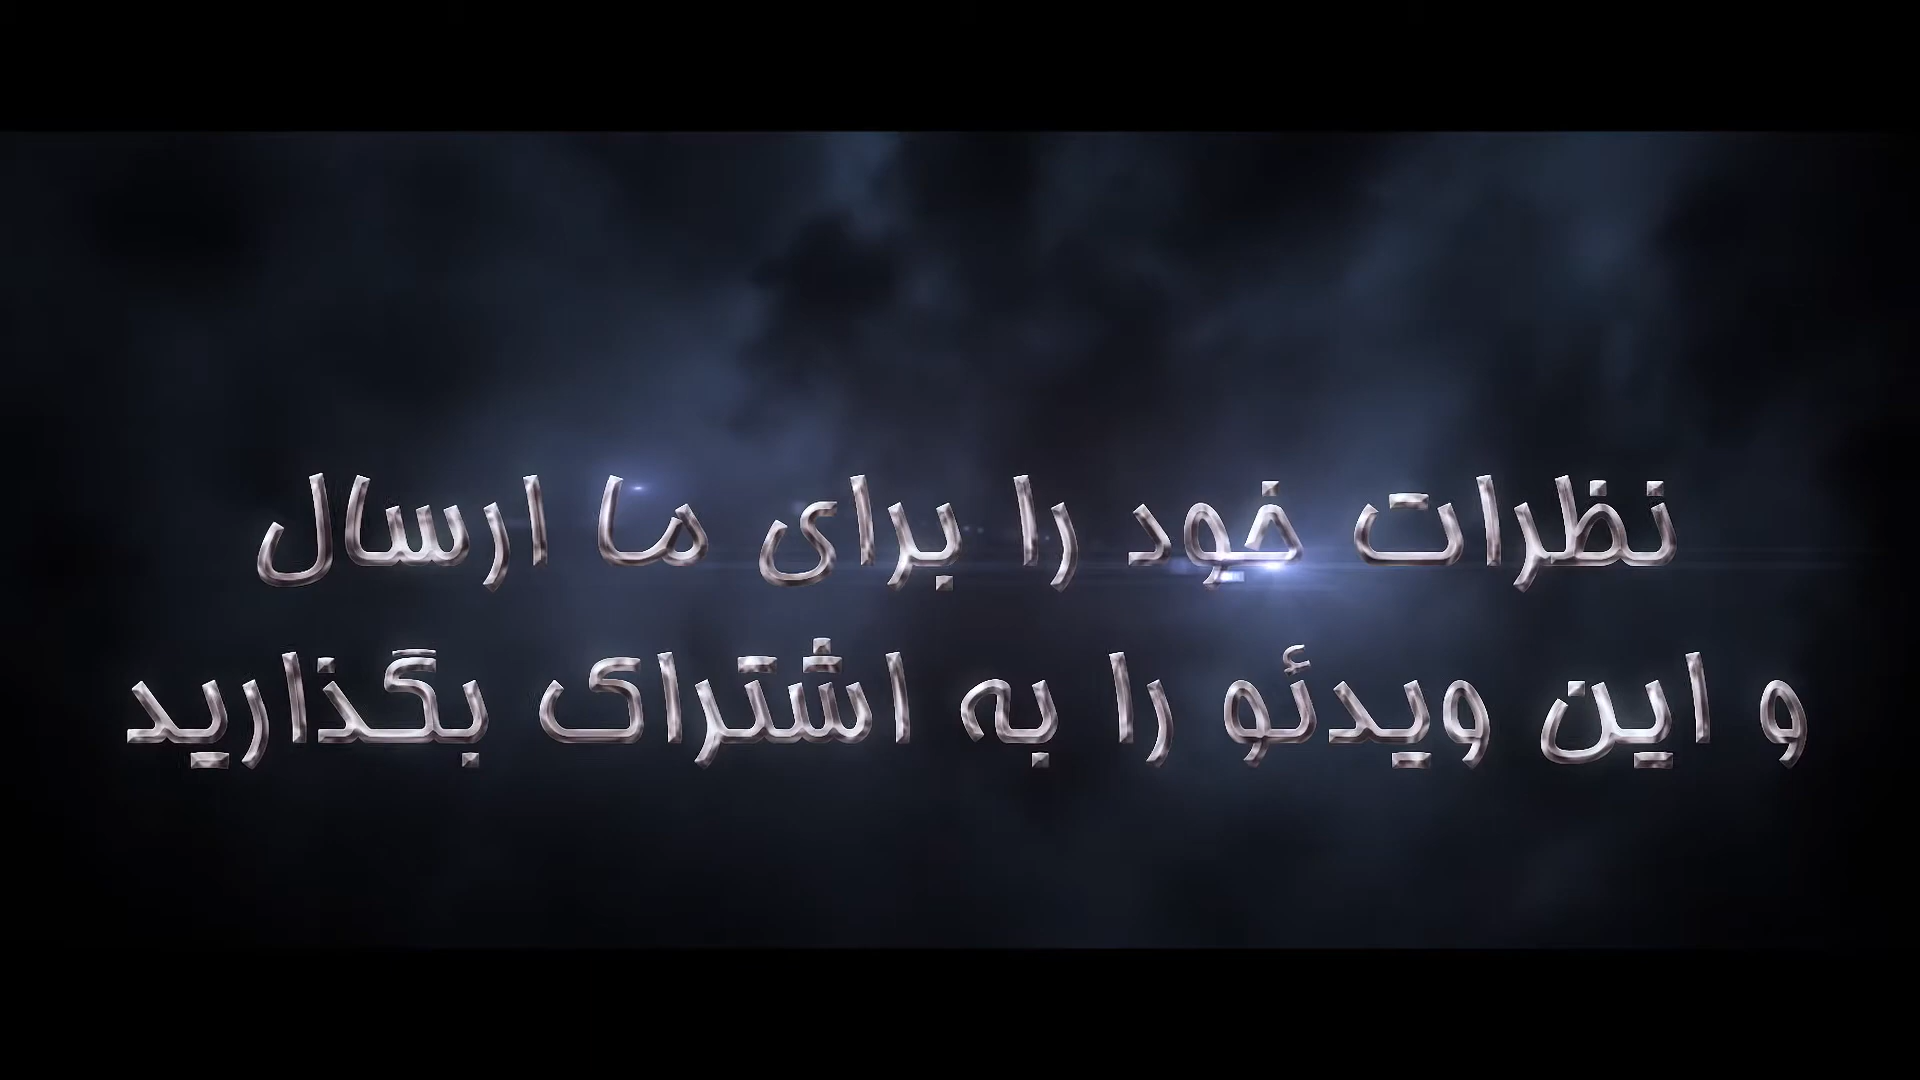 نظرات خود را برای ما ارسال
و این ویدئو را به اشتراک بگذارید